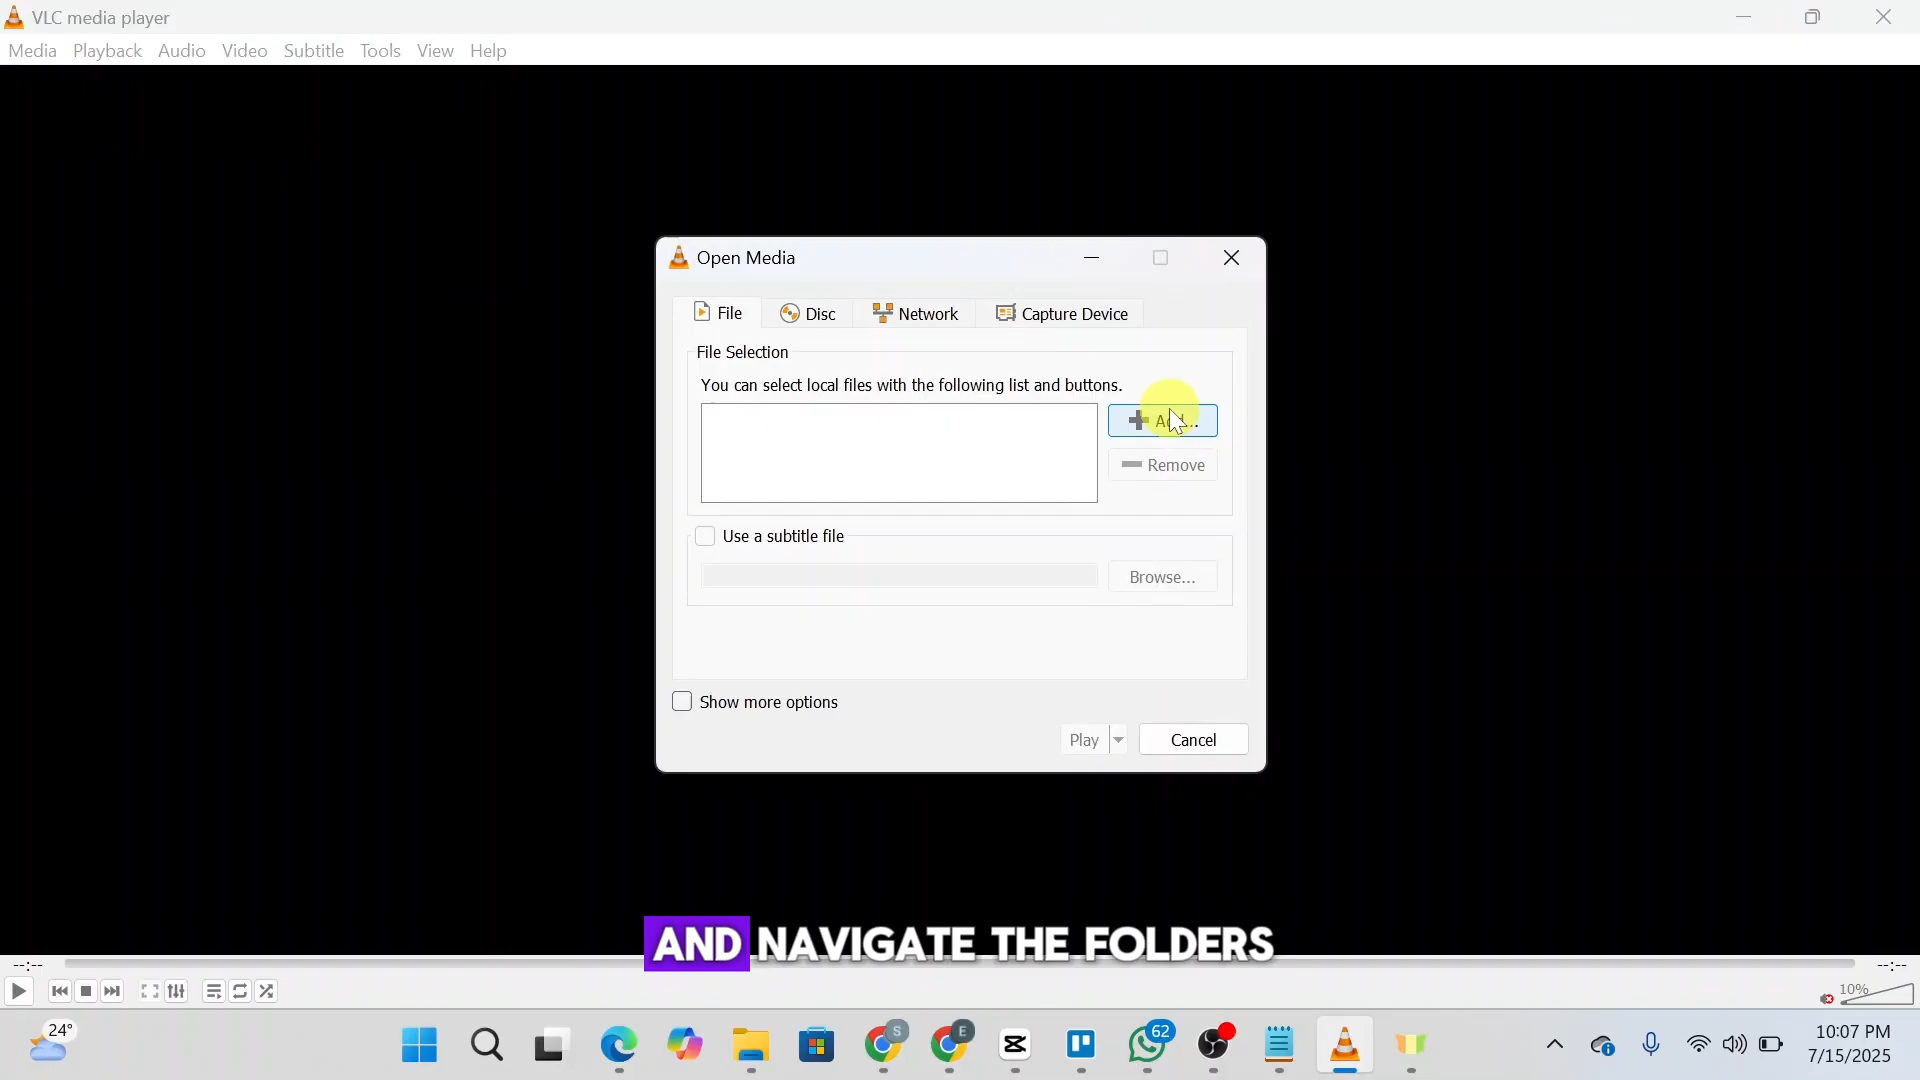 VLC media player
Media Playback Audio Video Subtitle Tools View Help
Open Media
File Disc Network Capture Device
File Selection
You can select local files with the following list and buttons.
Remove
Use a subtitle file
Browse...
Show more options
Play Cancel
AND NAVIGATE THE FOLDERS
--:-- --:--
10%
24°
S E 62
10:07 PM
7/15/2025